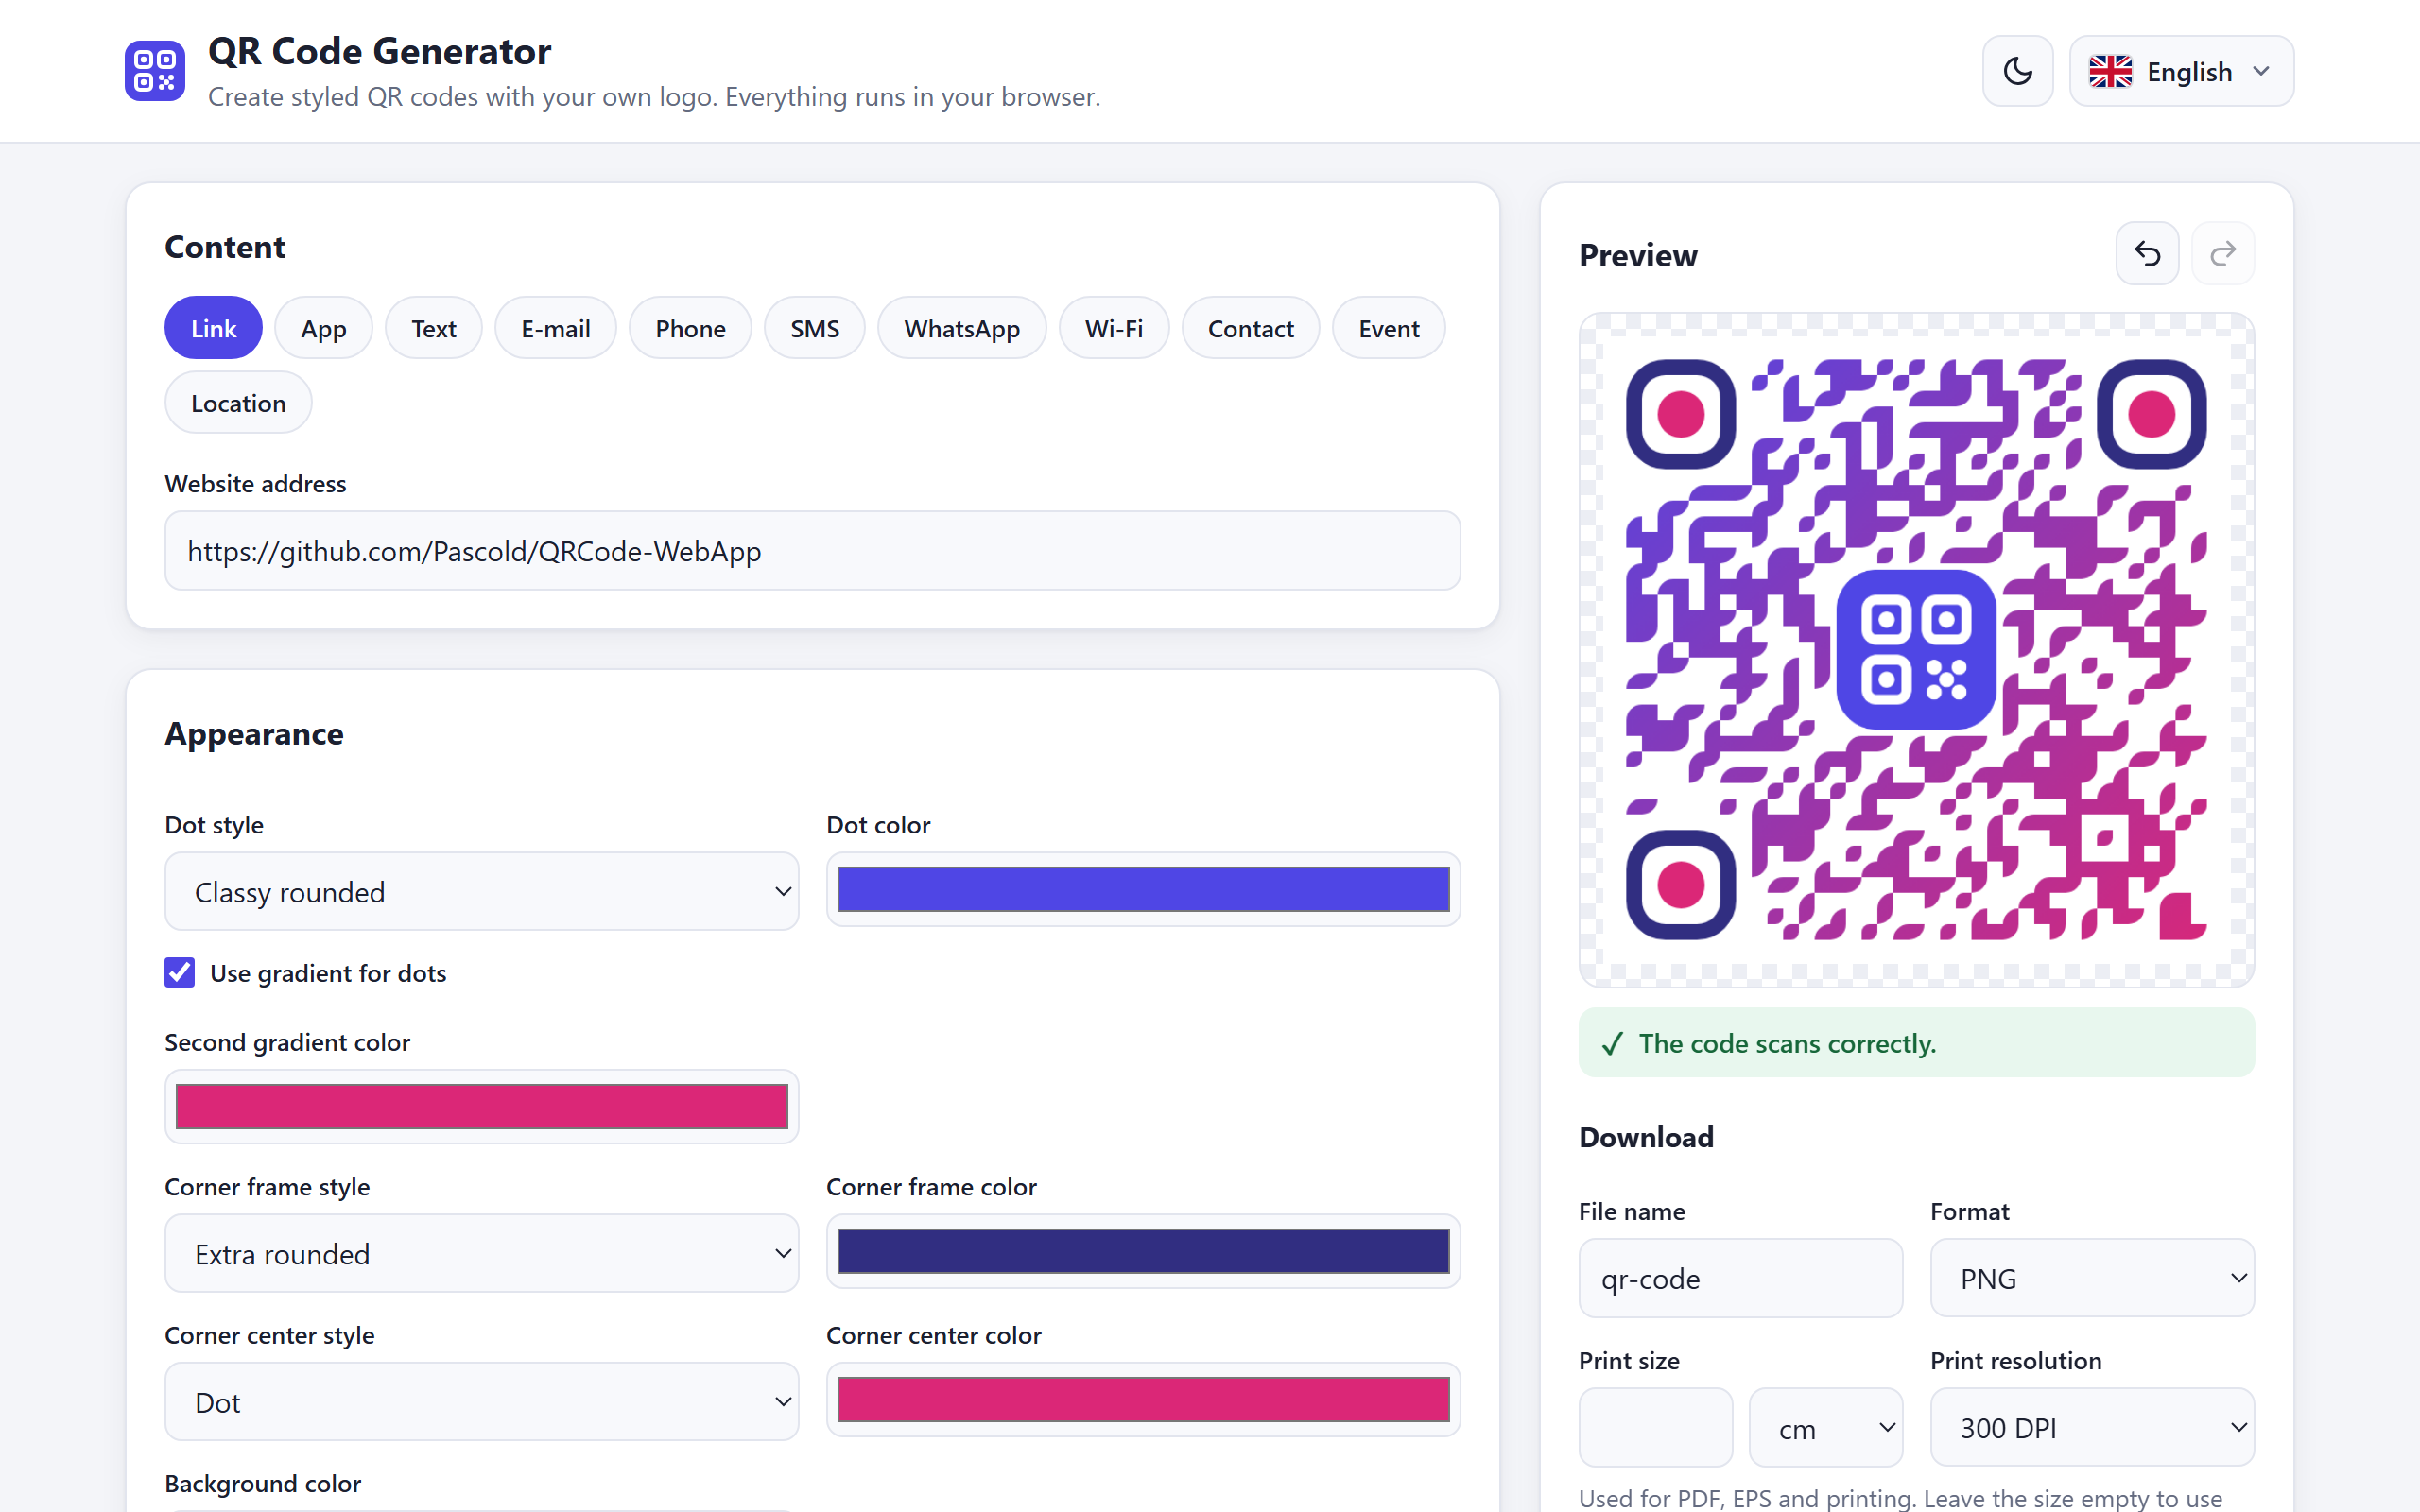 QR Code Generator
Create styled QR codes with your own logo. Everything runs in your browser.
English
Content
Link
App
Text
E-mail
Phone
SMS
WhatsApp
Wi-Fi
Contact
Event
Location
Website address
https://github.com/Pascold/QRCode-WebApp
Appearance
Dot style
Dot color
Classy rounded
Use gradient for dots
Second gradient color
Corner frame style
Corner frame color
Extra rounded
Corner center style
Corner center color
Dot
Background color
Preview
The code scans correctly.
Download
File name
Format
qr-code
PNG
Print size
Print resolution
cm
300 DPI
Used for PDF, EPS and printing. Leave the size empty to use